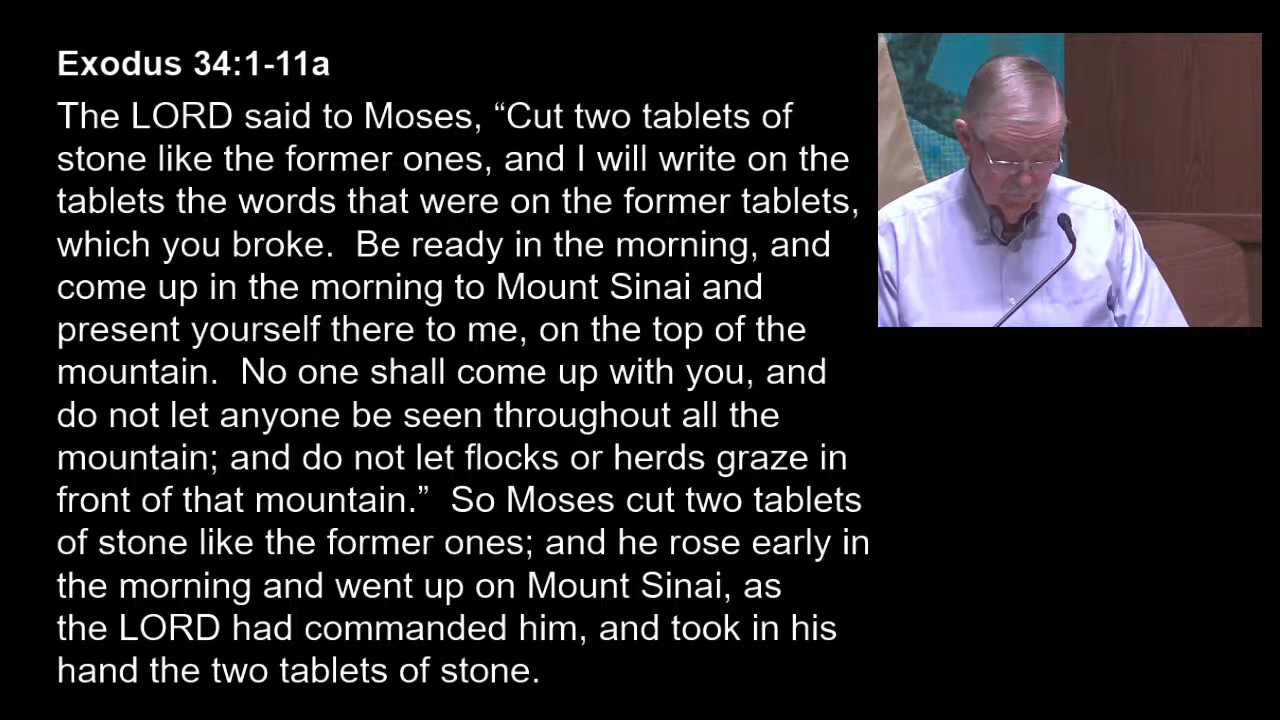 Exodus 34:1-11a
The LORD said to Moses, “Cut two tablets of
stone like the former ones, and I will write on the
tablets the words that were on the former tablets,
which you broke.  Be ready in the morning, and
come up in the morning to Mount Sinai and
present yourself there to me, on the top of the
mountain.  No one shall come up with you, and
do not let anyone be seen throughout all the
mountain; and do not let flocks or herds graze in
front of that mountain.”  So Moses cut two tablets
of stone like the former ones; and he rose early in
the morning and went up on Mount Sinai, as
the LORD had commanded him, and took in his
hand the two tablets of stone.